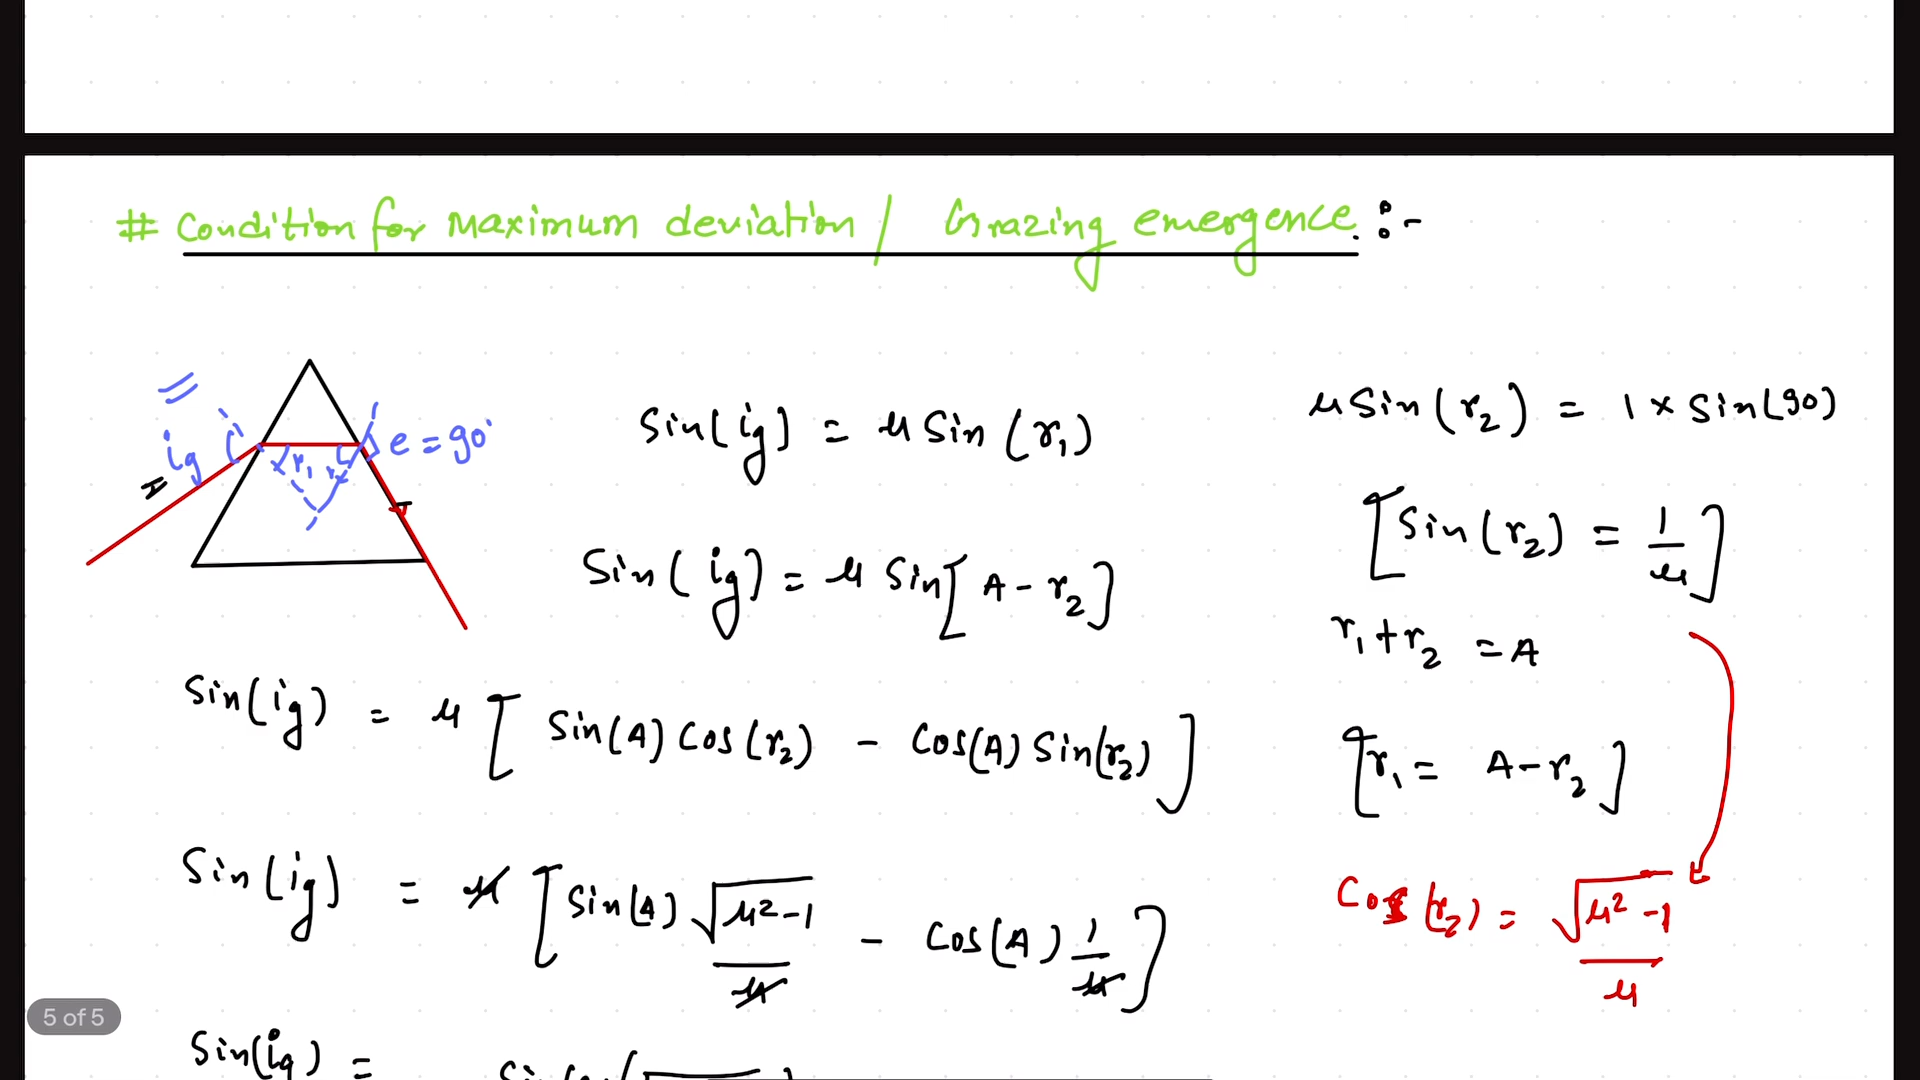 # Condition for Maximum deviation / Grazing emergence. :-
ig i r1 r2 e = 90°
Sin(ig) = μ Sin(r1)
μ Sin(r2) = 1 × Sin(90)
[Sin(r2) = 1/μ]
Sin(ig) = μ Sin[A - r2]
r1 + r2 = A
Sin(ig) = μ [Sin(A) Cos(r2) - Cos(A) Sin(r2)]
[r1 = A - r2]
Sin(ig) = μ [Sin(A) √(μ² - 1)/μ - Cos(A) 1/μ]
Cos(r2) = √(μ² - 1)/μ
5 of 5
Sin(ig) =